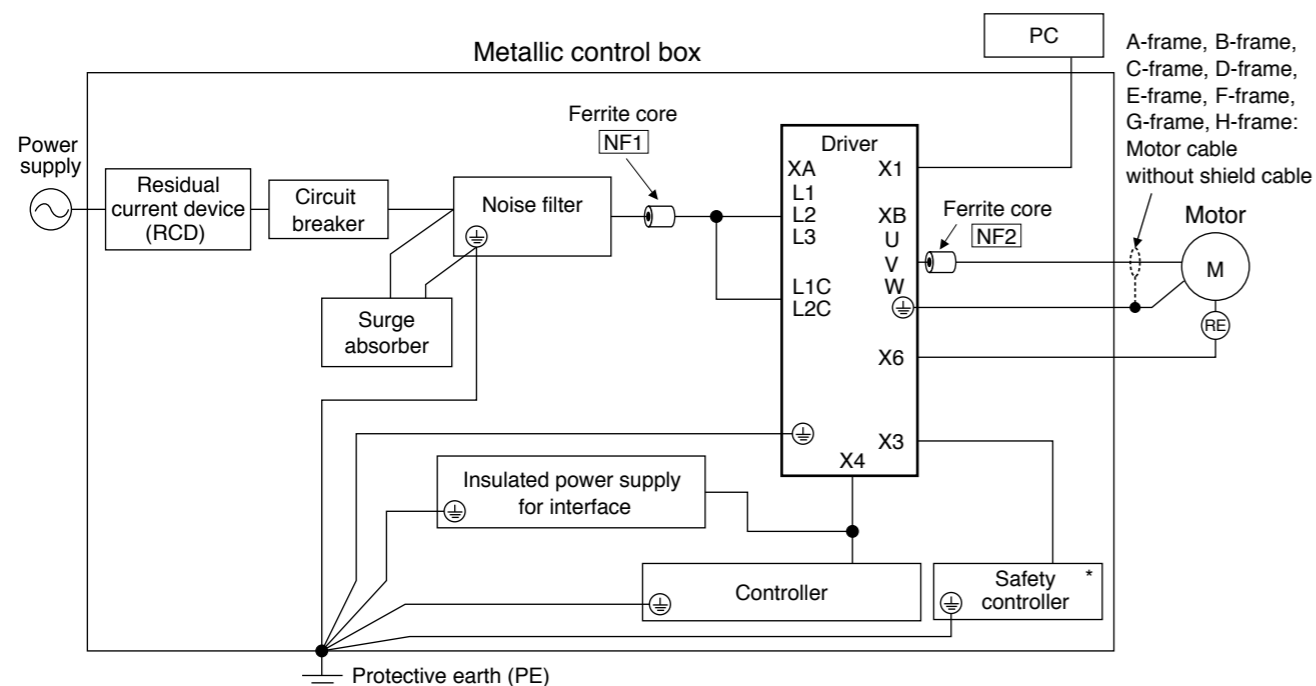 Metallic control box
PC
A-frame, B-frame,
C-frame, D-frame,
E-frame, F-frame,
G-frame, H-frame:
Motor cable
without shield cable
Power
supply
Residual
current device
(RCD)
Circuit
breaker
Noise filter
Surge
absorber
Ferrite core
NF1
Driver
XA
L1
L2
L3
L1C
L2C
X1
XB
U
V
W
X6
X3
X4
Ferrite core
NF2
Motor
M
RE
Insulated power supply
for interface
Controller
Safety *
controller
Protective earth (PE)